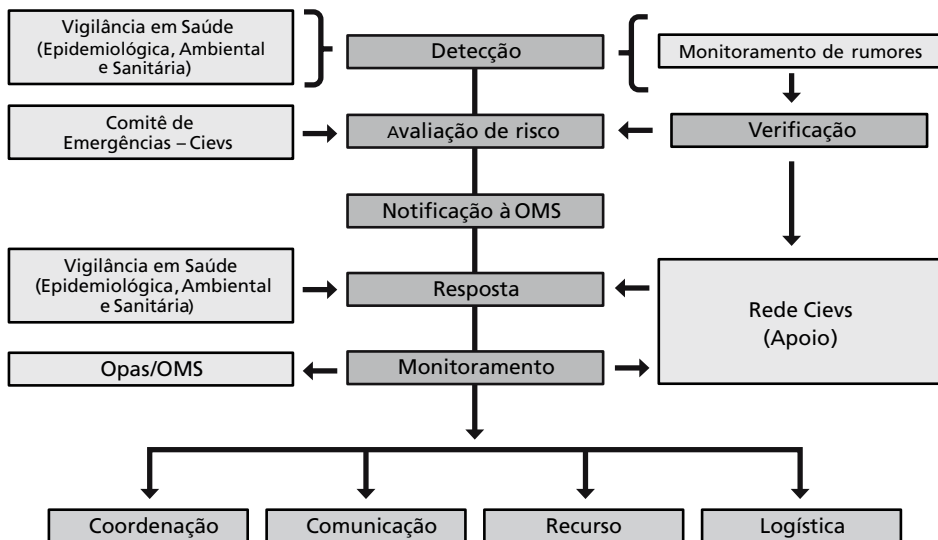 Vigilância em Saúde
(Epidemiológica, Ambiental
e Sanitária)
Detecção
Monitoramento de rumores
Comitê de
Emergências – Cievs
Avaliação de risco
Verificação
Notificação à OMS
Vigilância em Saúde
(Epidemiológica, Ambiental
e Sanitária)
Resposta
Rede Cievs
(Apoio)
Opas/OMS
Monitoramento
Coordenação
Comunicação
Recurso
Logística